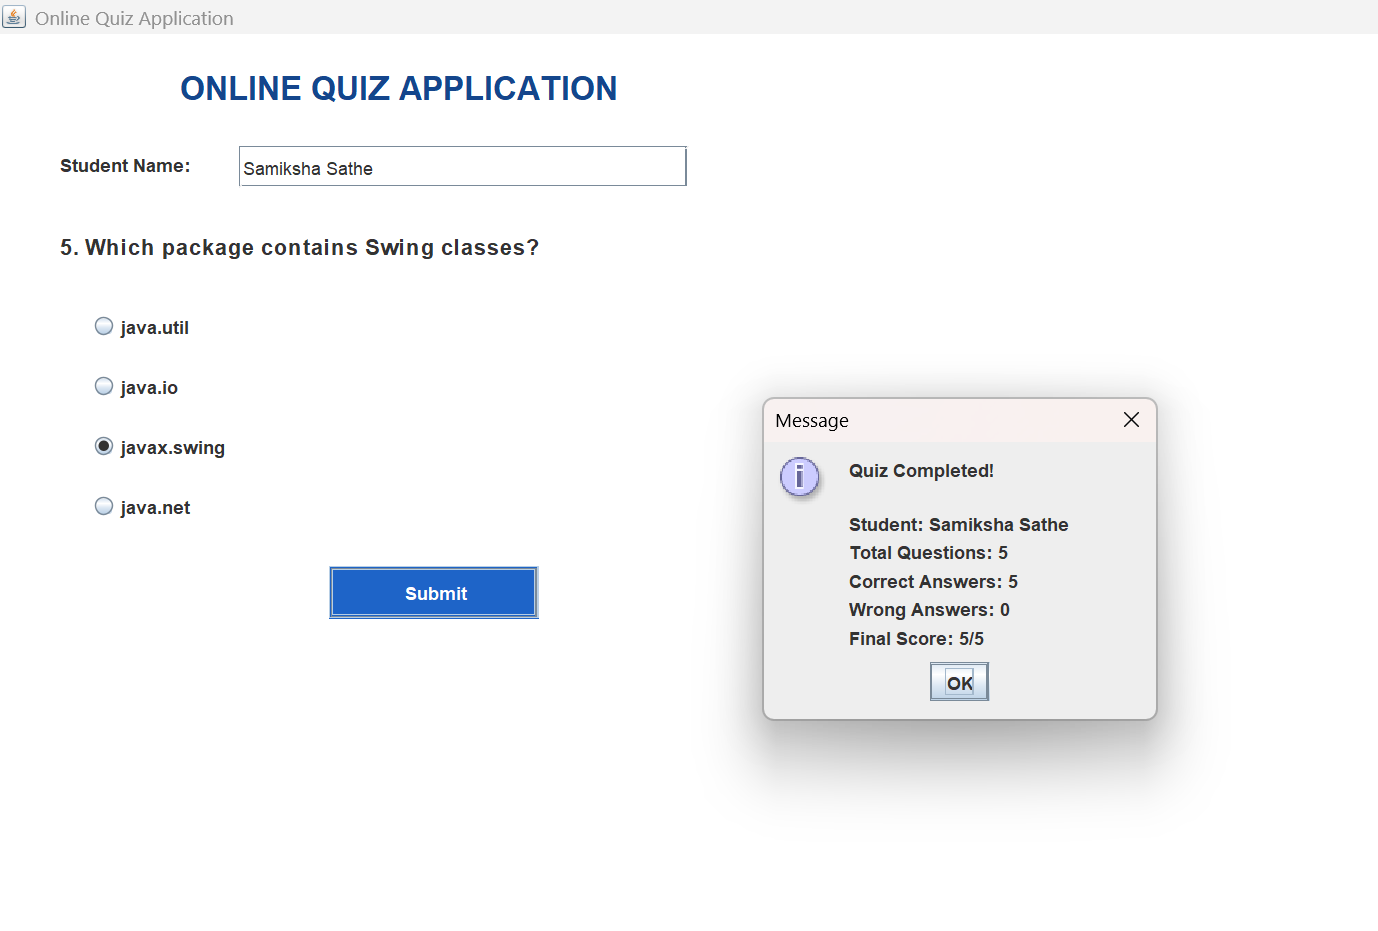 Online Quiz Application
ONLINE QUIZ APPLICATION
Student Name:
Samiksha Sathe
5. Which package contains Swing classes?
java.util
java.io
javax.swing
java.net
Submit
Message
i
Quiz Completed!
Student: Samiksha Sathe
Total Questions: 5
Correct Answers: 5
Wrong Answers: 0
Final Score: 5/5
OK